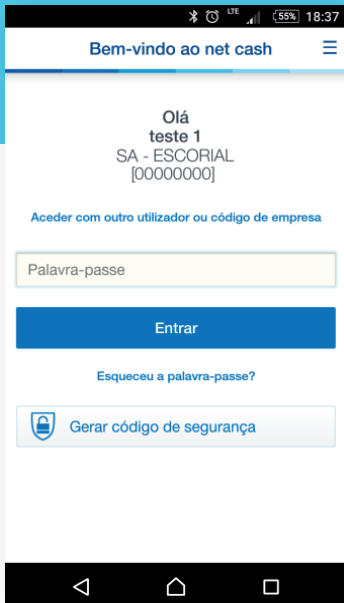 LTE 55% 18:37
Bem-vindo ao net cash
Olá
teste 1
SA - ESCORIAL
[00000000]
Aceder com outro utilizador ou código de empresa
Palavra-passe
Entrar
Esqueceu a palavra-passe?
Gerar código de segurança